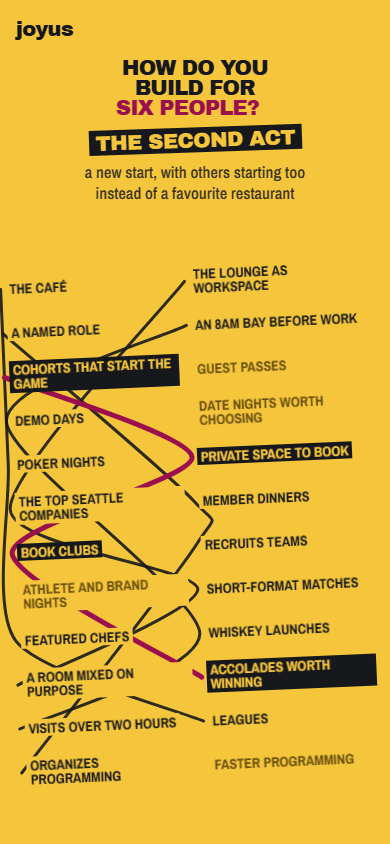 joyus
HOW DO YOU
BUILD FOR
SIX PEOPLE?
THE SECOND ACT
a new start, with others starting too
instead of a favourite restaurant
THE CAFÉ
A NAMED ROLE
COHORTS THAT START THE
GAME
DEMO DAYS
POKER NIGHTS
THE TOP SEATTLE
COMPANIES
BOOK CLUBS
ATHLETE AND BRAND
NIGHTS
FEATURED CHEFS
A ROOM MIXED ON
PURPOSE
VISITS OVER TWO HOURS
ORGANIZES
PROGRAMMING
THE LOUNGE AS
WORKSPACE
AN 8AM BAY BEFORE WORK
GUEST PASSES
DATE NIGHTS WORTH
CHOOSING
PRIVATE SPACE TO BOOK
MEMBER DINNERS
RECRUITS TEAMS
SHORT-FORMAT MATCHES
WHISKEY LAUNCHES
ACCOLADES WORTH
WINNING
LEAGUES
FASTER PROGRAMMING